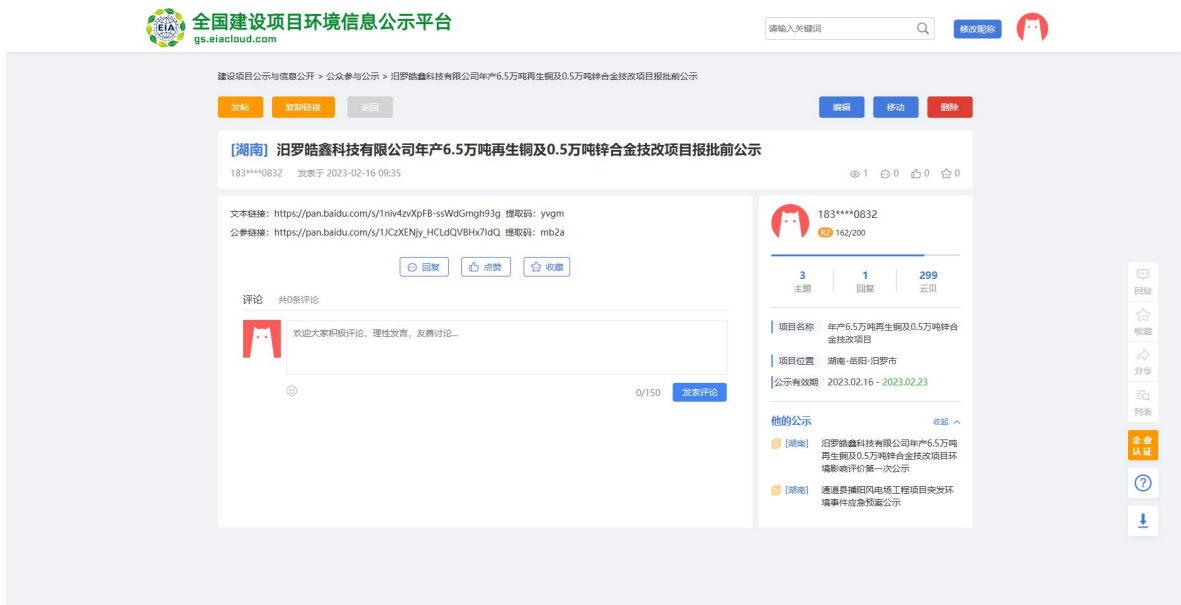 EIA
全国建设项目环境信息公示平台
gs.eiacloud.com
请输入关键词
修改昵称
建设项目公示与信息公开 > 公众参与公示 > 汨罗皓鑫科技有限公司年产6.5万吨再生铜及0.5万吨锌合金技改项目报批前公示
发帖 复制链接 返回
编辑 移动 删除
[湖南] 汨罗皓鑫科技有限公司年产6.5万吨再生铜及0.5万吨锌合金技改项目报批前公示
183****0832 发表于 2023-02-16 09:35
1 0 0 0
文本链接：https://pan.baidu.com/s/1niv4zvXpFB-ssWdGmgh93g 提取码：yvgm
公参链接：https://pan.baidu.com/s/1JCzXENjy_HCLdQVBHx7IdQ 提取码：mb2a
回复 点赞 收藏
评论 共0条评论
欢迎大家积极评论，理性发言，友善讨论...
0/150 发表评论
183****0832
R2 162/200
3 1 299
主题 回复 云贝
项目名称 年产6.5万吨再生铜及0.5万吨锌合
金技改项目
项目位置 湖南-岳阳-汨罗市
公示有效期 2023.02.16 - 2023.02.23
他的公示 收起
[湖南] 汨罗皓鑫科技有限公司年产6.5万吨
再生铜及0.5万吨锌合金技改项目环
境影响评价第一次公示
[湖南] 通道县播阳风电场工程项目突发环
境事件应急预案公示
回复
收藏
分享
列表
企业
认证